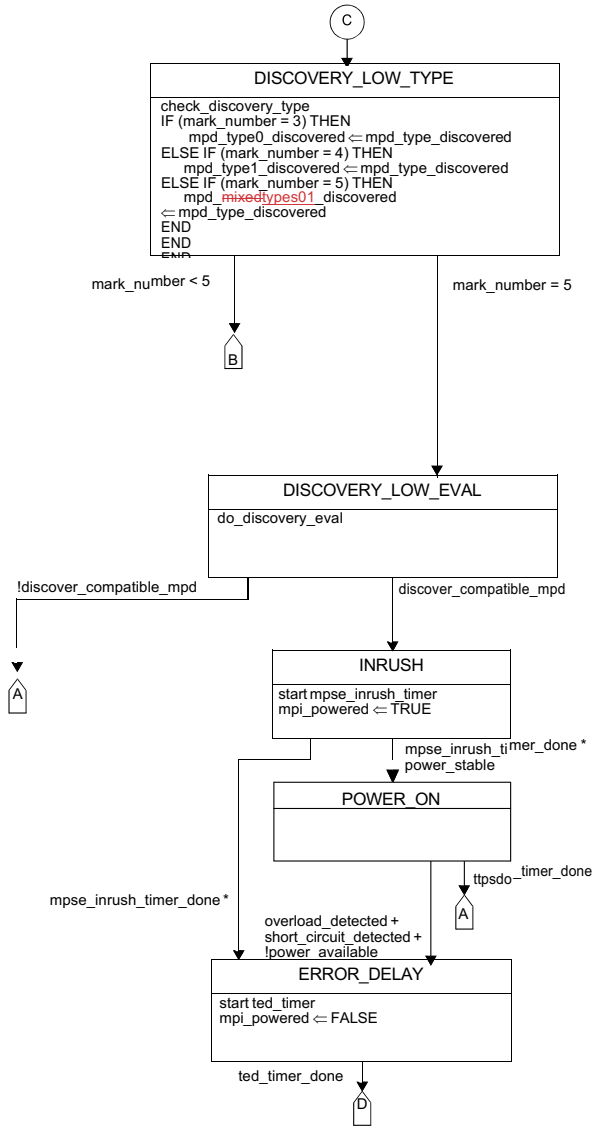 C
DISCOVERY_LOW_TYPE
check_discovery_type
IF (mark_number = 3) THEN
mpd_type0_discovered ⇐ mpd_type_discovered
ELSE IF (mark_number = 4) THEN
mpd_type1_discovered ⇐ mpd_type_discovered
ELSE IF (mark_number = 5) THEN
mpd_mixedtypes01_discovered
⇐ mpd_type_discovered
END
END
END
mark_number < 5
mark_number = 5
B
DISCOVERY_LOW_EVAL
do_discovery_eval
!discover_compatible_mpd
discover_compatible_mpd
A
INRUSH
start mpse_inrush_timer
mpi_powered ⇐ TRUE
mpse_inrush_timer_done *
power_stable
POWER_ON
ttpsdo_timer_done
A
mpse_inrush_timer_done *
overload_detected +
short_circuit_detected +
!power_available
ERROR_DELAY
start ted_timer
mpi_powered ⇐ FALSE
ted_timer_done
D